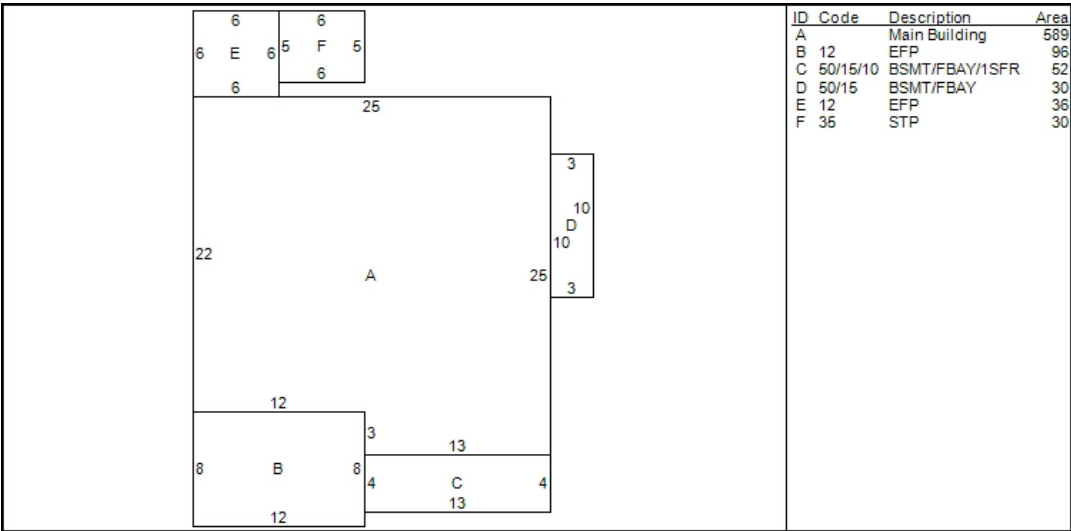 6 6
6 E 6 5 F 5
6
6
25
3
10
D
10
22
A 25
3
12
3
13
8 B 8
4 C 4
13
12
ID Code Description Area
A Main Building 589
B 12 EFP 96
C 50/15/10 BSMT/FBAY/1SFR 52
D 50/15 BSMT/FBAY 30
E 12 EFP 36
F 35 STP 30